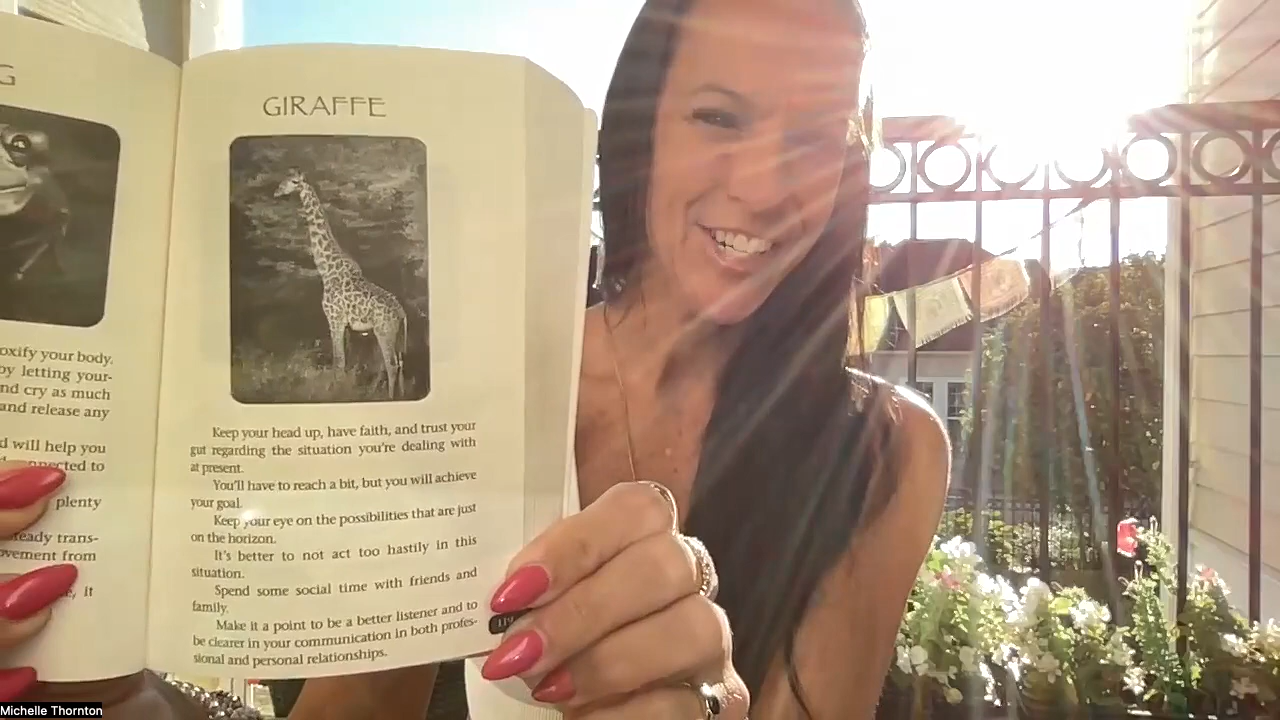 G
oxify your body.
by letting your-
nd cry as much
and release any
d will help you
ected to
plenty
ready trans-
ovement from
it
GIRAFFE
Keep your head up, have faith, and trust your
gut regarding the situation you're dealing with
at present.
You'll have to reach a bit, but you will achieve
your goal.
Keep your eye on the possibilities that are just
on the horizon.
It's better to not act too hastily in this
situation.
Spend some social time with friends and
family.
Make it a point to be a better listener and to
be clearer in your communication in both profes-
sional and personal relationships.
119
Michelle Thornton